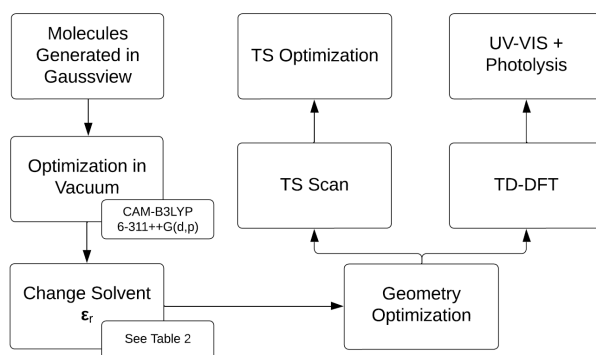 Molecules
Generated in
Gaussview
TS Optimization
UV-VIS +
Photolysis
Optimization in
Vacuum
CAM-B3LYP
6-311++G(d,p)
TS Scan
TD-DFT
Change Solvent
εr
See Table 2
Geometry
Optimization